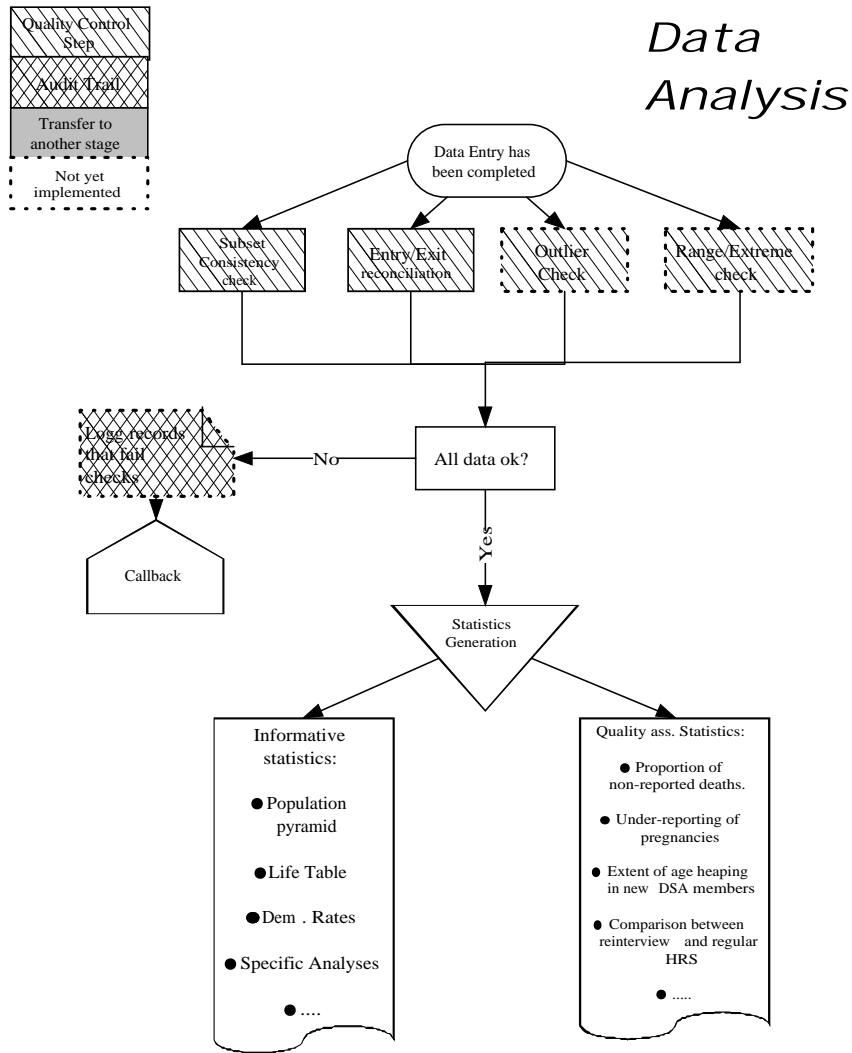 Quality Control
Step
Audit Trail
Transfer to
another stage
Not yet
implemented
Data
Analysis
Data Entry has
been completed
Subset
Consistency
check
Entry/Exit
reconciliation
Outlier
Check
Range/Extreme
check
Logg records
that fail
checks
No
All data ok?
Callback
Yes
Statistics
Generation
Informative
statistics:
● Population
pyramid
● Life Table
● Dem . Rates
● Specific Analyses
● ....
Quality ass. Statistics:
● Proportion of
non-reported deaths.
● Under-reporting of
pregnancies
● Extent of age heaping
in new DSA members
● Comparison between
reinterview and regular
HRS
● .....